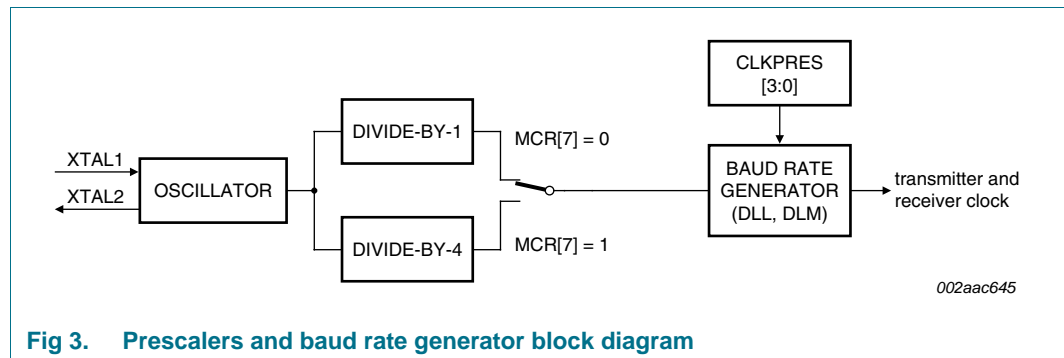 CLKPRES
[3:0]
DIVIDE-BY-1
MCR[7] = 0
XTAL1
XTAL2
OSCILLATOR
BAUD RATE
GENERATOR
(DLL, DLM)
transmitter and
receiver clock
DIVIDE-BY-4
MCR[7] = 1
002aac645
Fig 3. Prescalers and baud rate generator block diagram